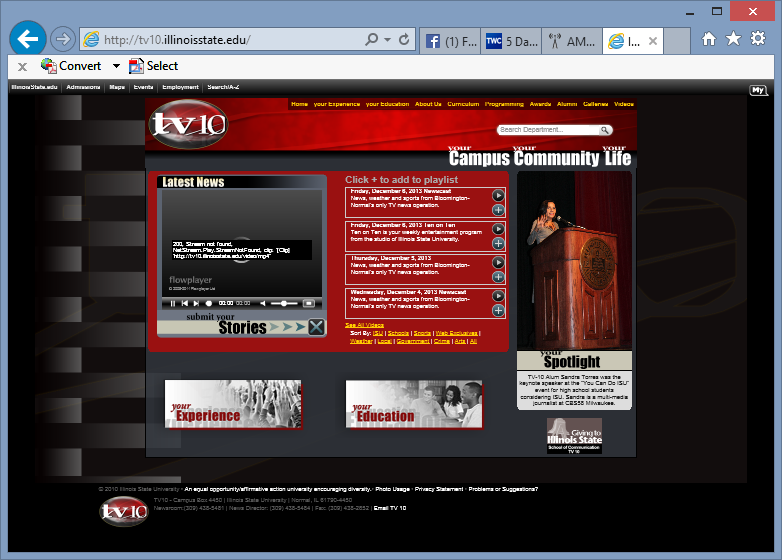 http://tv10.illinoisstate.edu/
(1) F...
TWC 5 Da...
AM...
I...
Convert Select
IllinoisState.edu Admissions Maps Events Employment Search/A-Z My
Home your Experience your Education About Us Curriculum Programming Awards Alumni Galleries Videos
tv10
Search Department...
your your your
Campus Community Life
Latest News
200, Stream not found,
NetStream.Play.StreamNotFound, clip: '[Clip]
'http://tv10.illinoisstate.edu/video/mp4'
flowplayer
00:00 00:00
submit your
Stories
Click + to add to playlist
Friday, December 6, 2013 Newscast
News, weather and sports from Bloomington-
Normal's only TV news operation.
Friday, December 6, 2013 Ten on Ten
Ten on Ten is your weekly entertainment program
from the studio of Illinois State University.
Thursday, December 5, 2013
News, weather and sports from Bloomington-
Normal's only TV news operation.
Wednesday, December 4, 2013 Newscast
News, weather and sports from Bloomington-
Normal's only TV news operation.
See All Videos
Sort By: ISU | Schools | Sports | Web Exclusives |
Weather | Local | Government | Crime | Arts | All
your
Spotlight
TV-10 Alum Sandra Torres was the
keynote speaker at the "You Can Do ISU"
event for high school students
considering ISU. Sandra is a multi-media
journalist at CBS58 Milwaukee.
your
Experience
your
Education
Giving to
Illinois State
School of Communication
TV 10
© 2010 Illinois State University · An equal opportunity/affirmative action university encouraging diversity. · Photo Usage · Privacy Statement · Problems or Suggestions?
tv10
TV-10 - Campus Box 4450 | Illinois State University | Normal, IL 61790-4450
Newsroom:(309) 438-5481 | News Director: (309) 438-5484 | Fax: (309) 438-2652 | Email TV 10